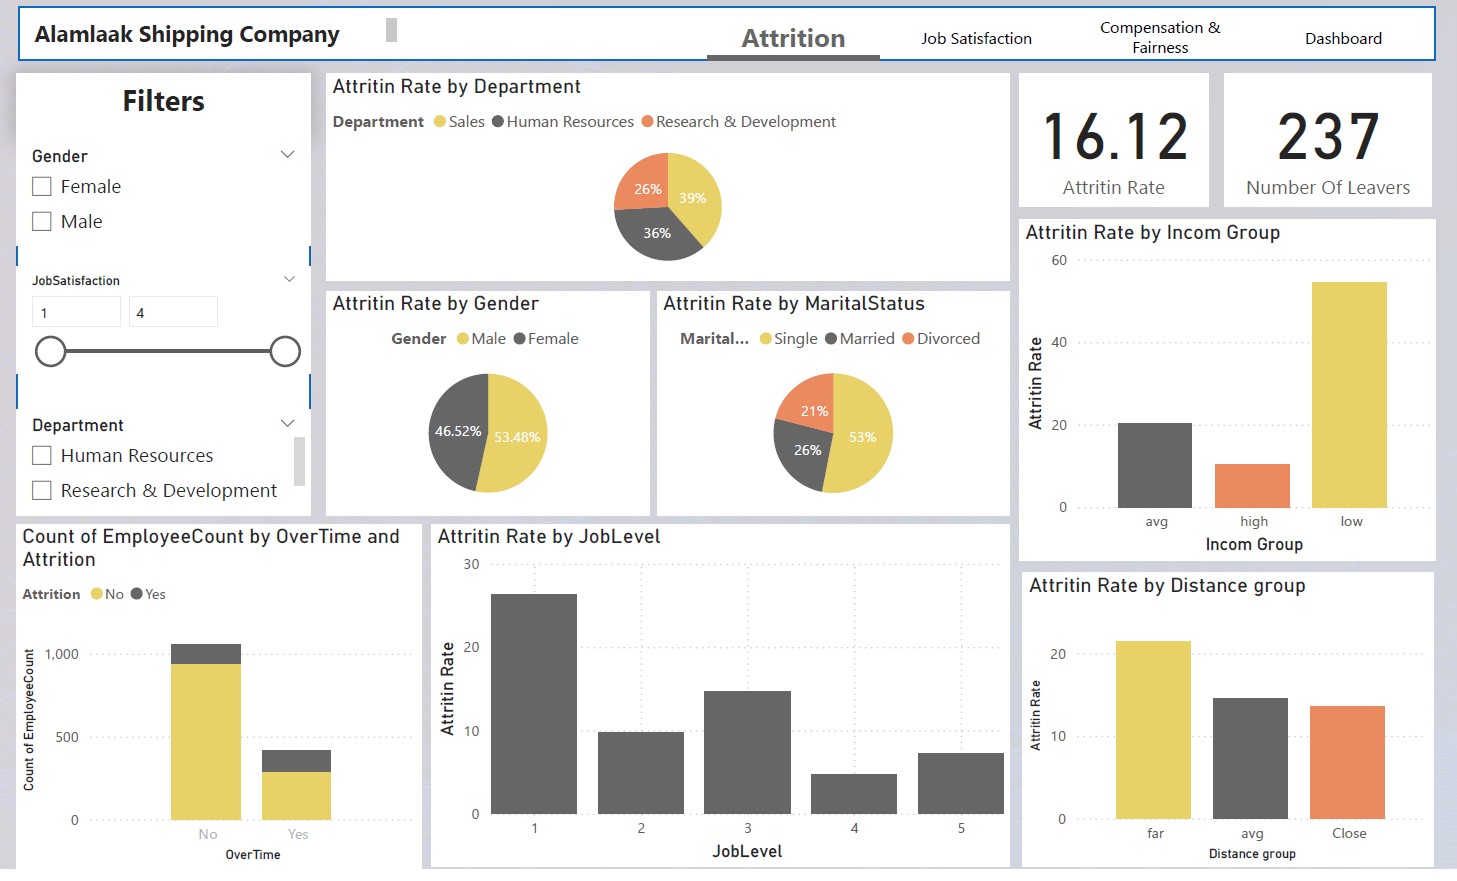 Alamlaak Shipping Company
Attrition
Job Satisfaction
Compensation &
Fairness
Dashboard
Filters
Gender
Female
Male
JobSatisfaction
1
4
Department
Human Resources
Research & Development
Attritin Rate by Department
Department Sales Human Resources Research & Development
26%
39%
36%
16.12
Attritin Rate
237
Number Of Leavers
Attritin Rate by Gender
Gender Male Female
46.52%
53.48%
Attritin Rate by MaritalStatus
Marital... Single Married Divorced
21%
53%
26%
Attritin Rate by Incom Group
60
40
20
0
Attritin Rate
avg
high
low
Incom Group
Count of EmployeeCount by OverTime and
Attrition
Attrition No Yes
1,000
500
0
Count of EmployeeCount
No
Yes
OverTime
Attritin Rate by JobLevel
30
20
10
0
Attritin Rate
1
2
3
4
5
JobLevel
Attritin Rate by Distance group
20
10
0
Attritin Rate
far
avg
Close
Distance group